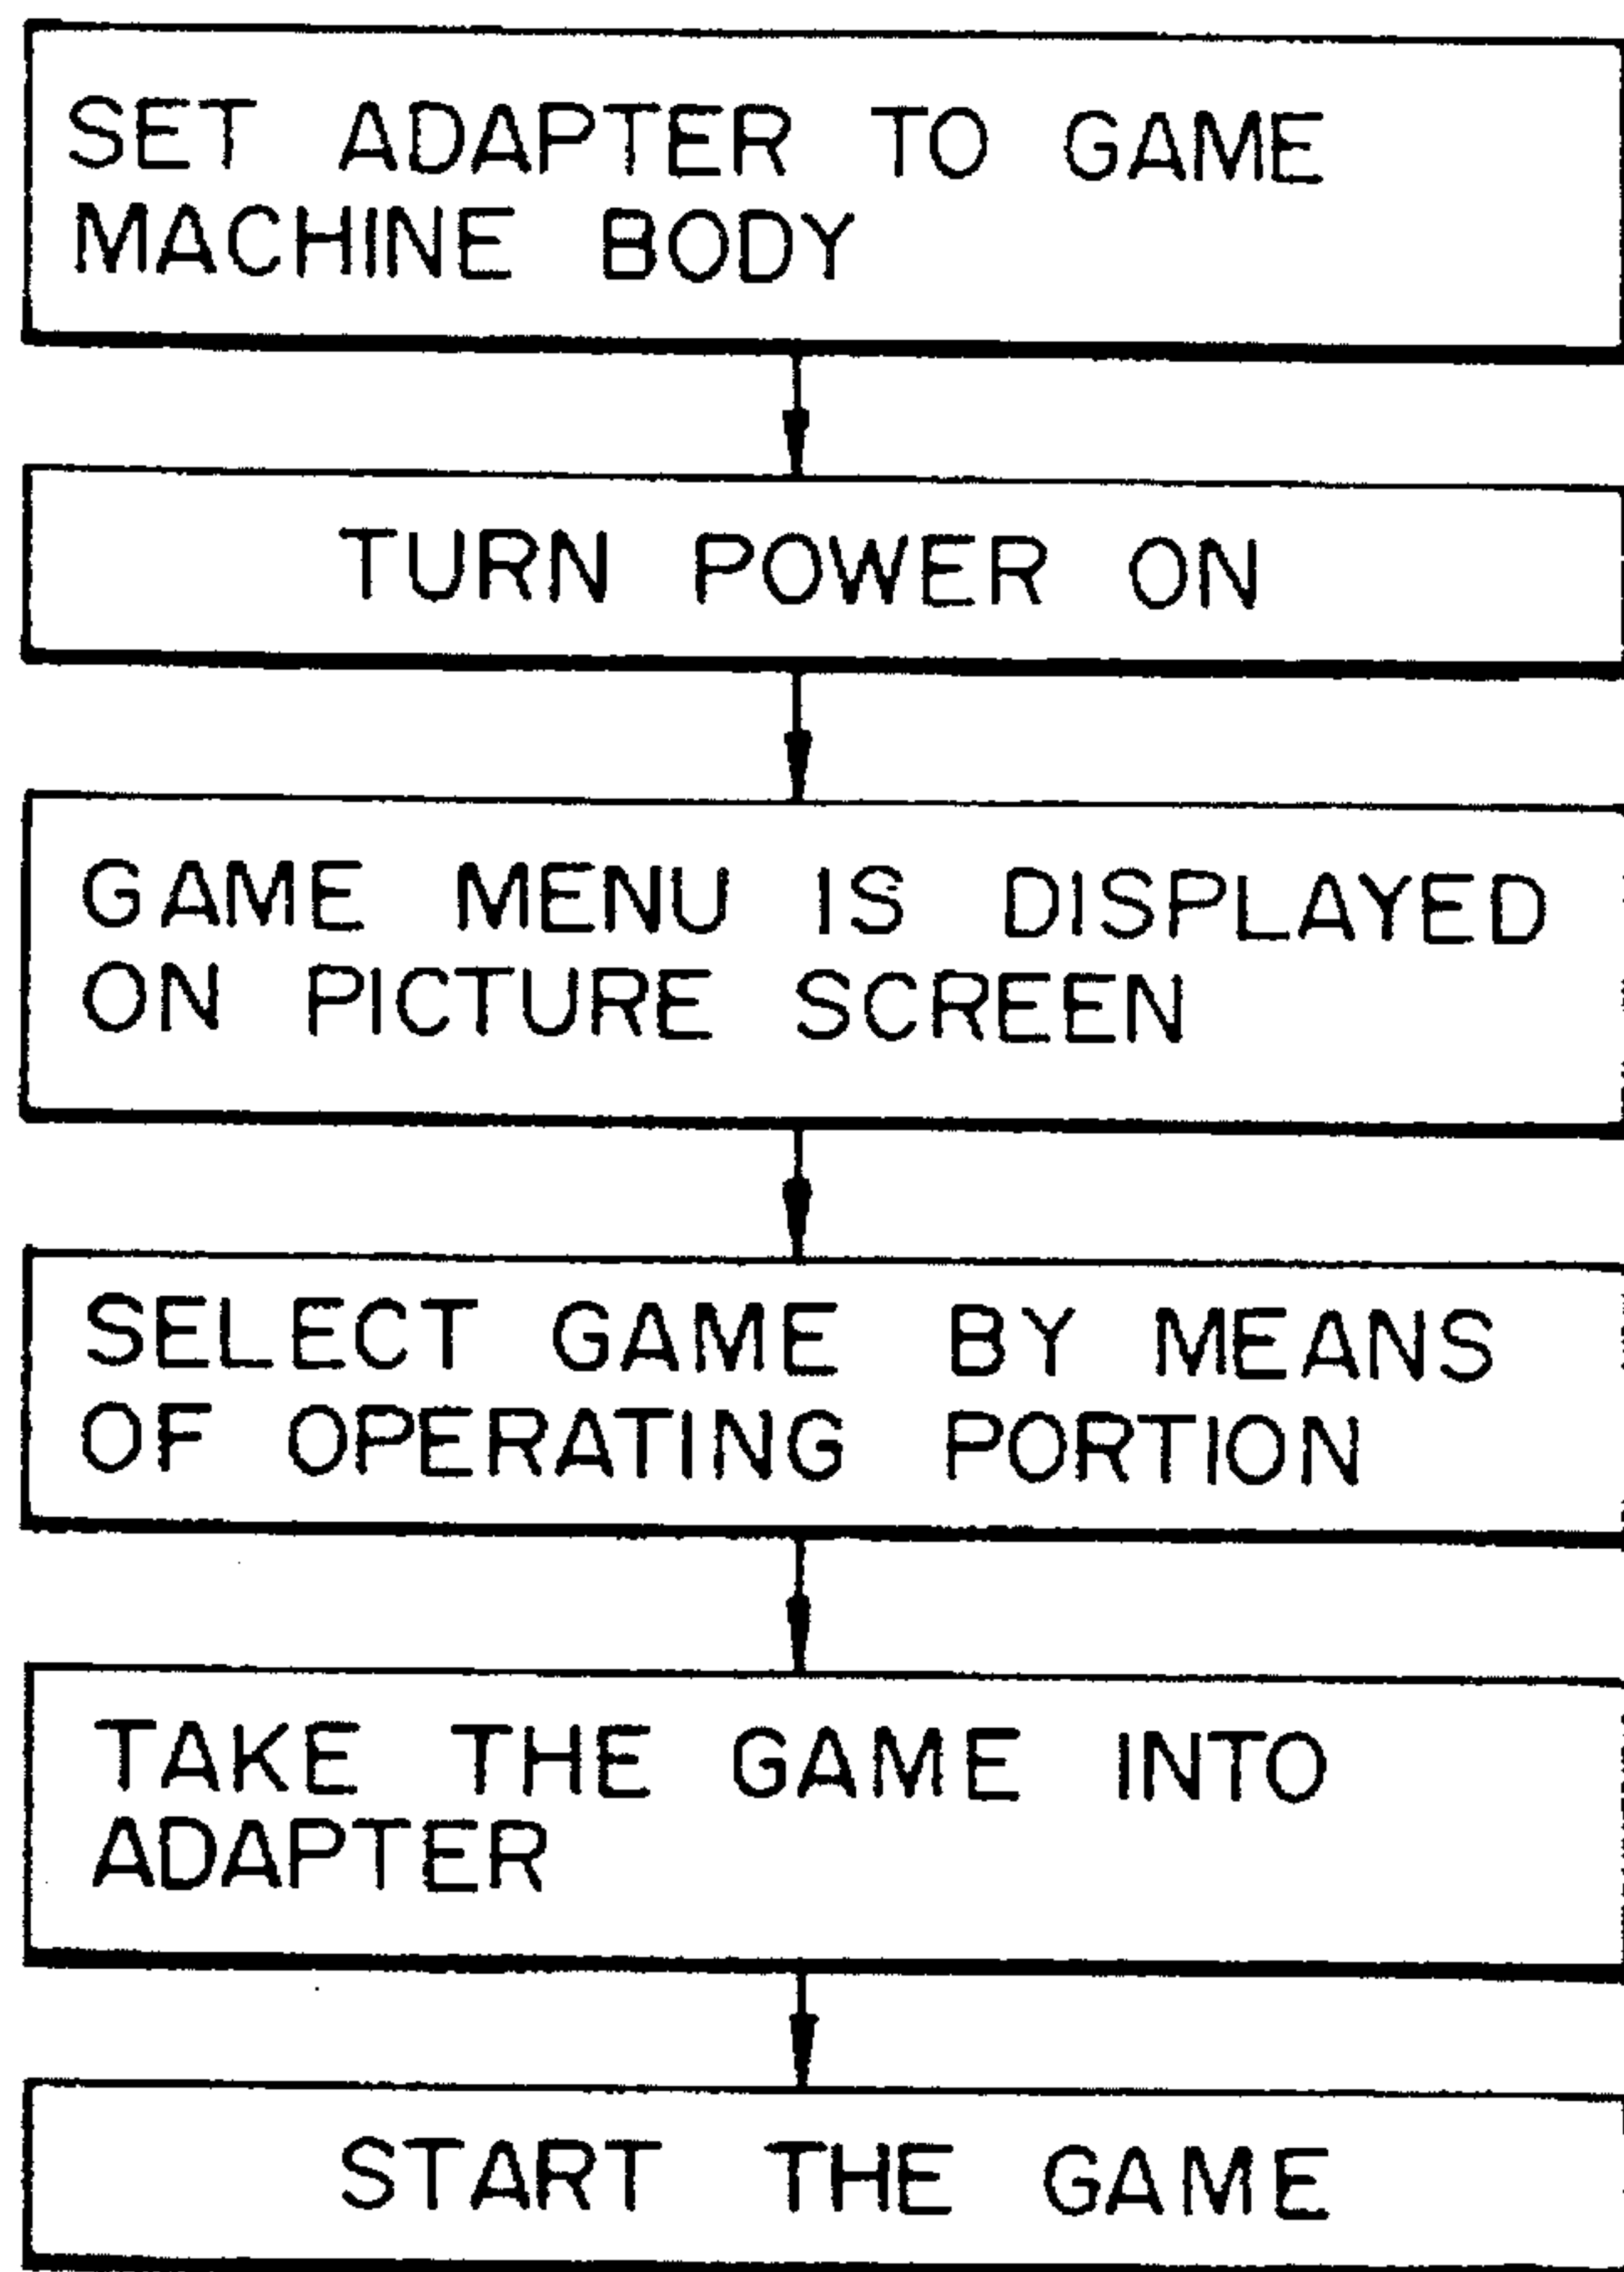 SET ADAPTER TO GAME
MACHINE BODY
TURN POWER ON
GAME MENU IS DISPLAYED
ON PICTURE SCREEN
SELECT GAME BY MEANS
OF OPERATING PORTION
TAKE THE GAME INTO
ADAPTER
START THE GAME